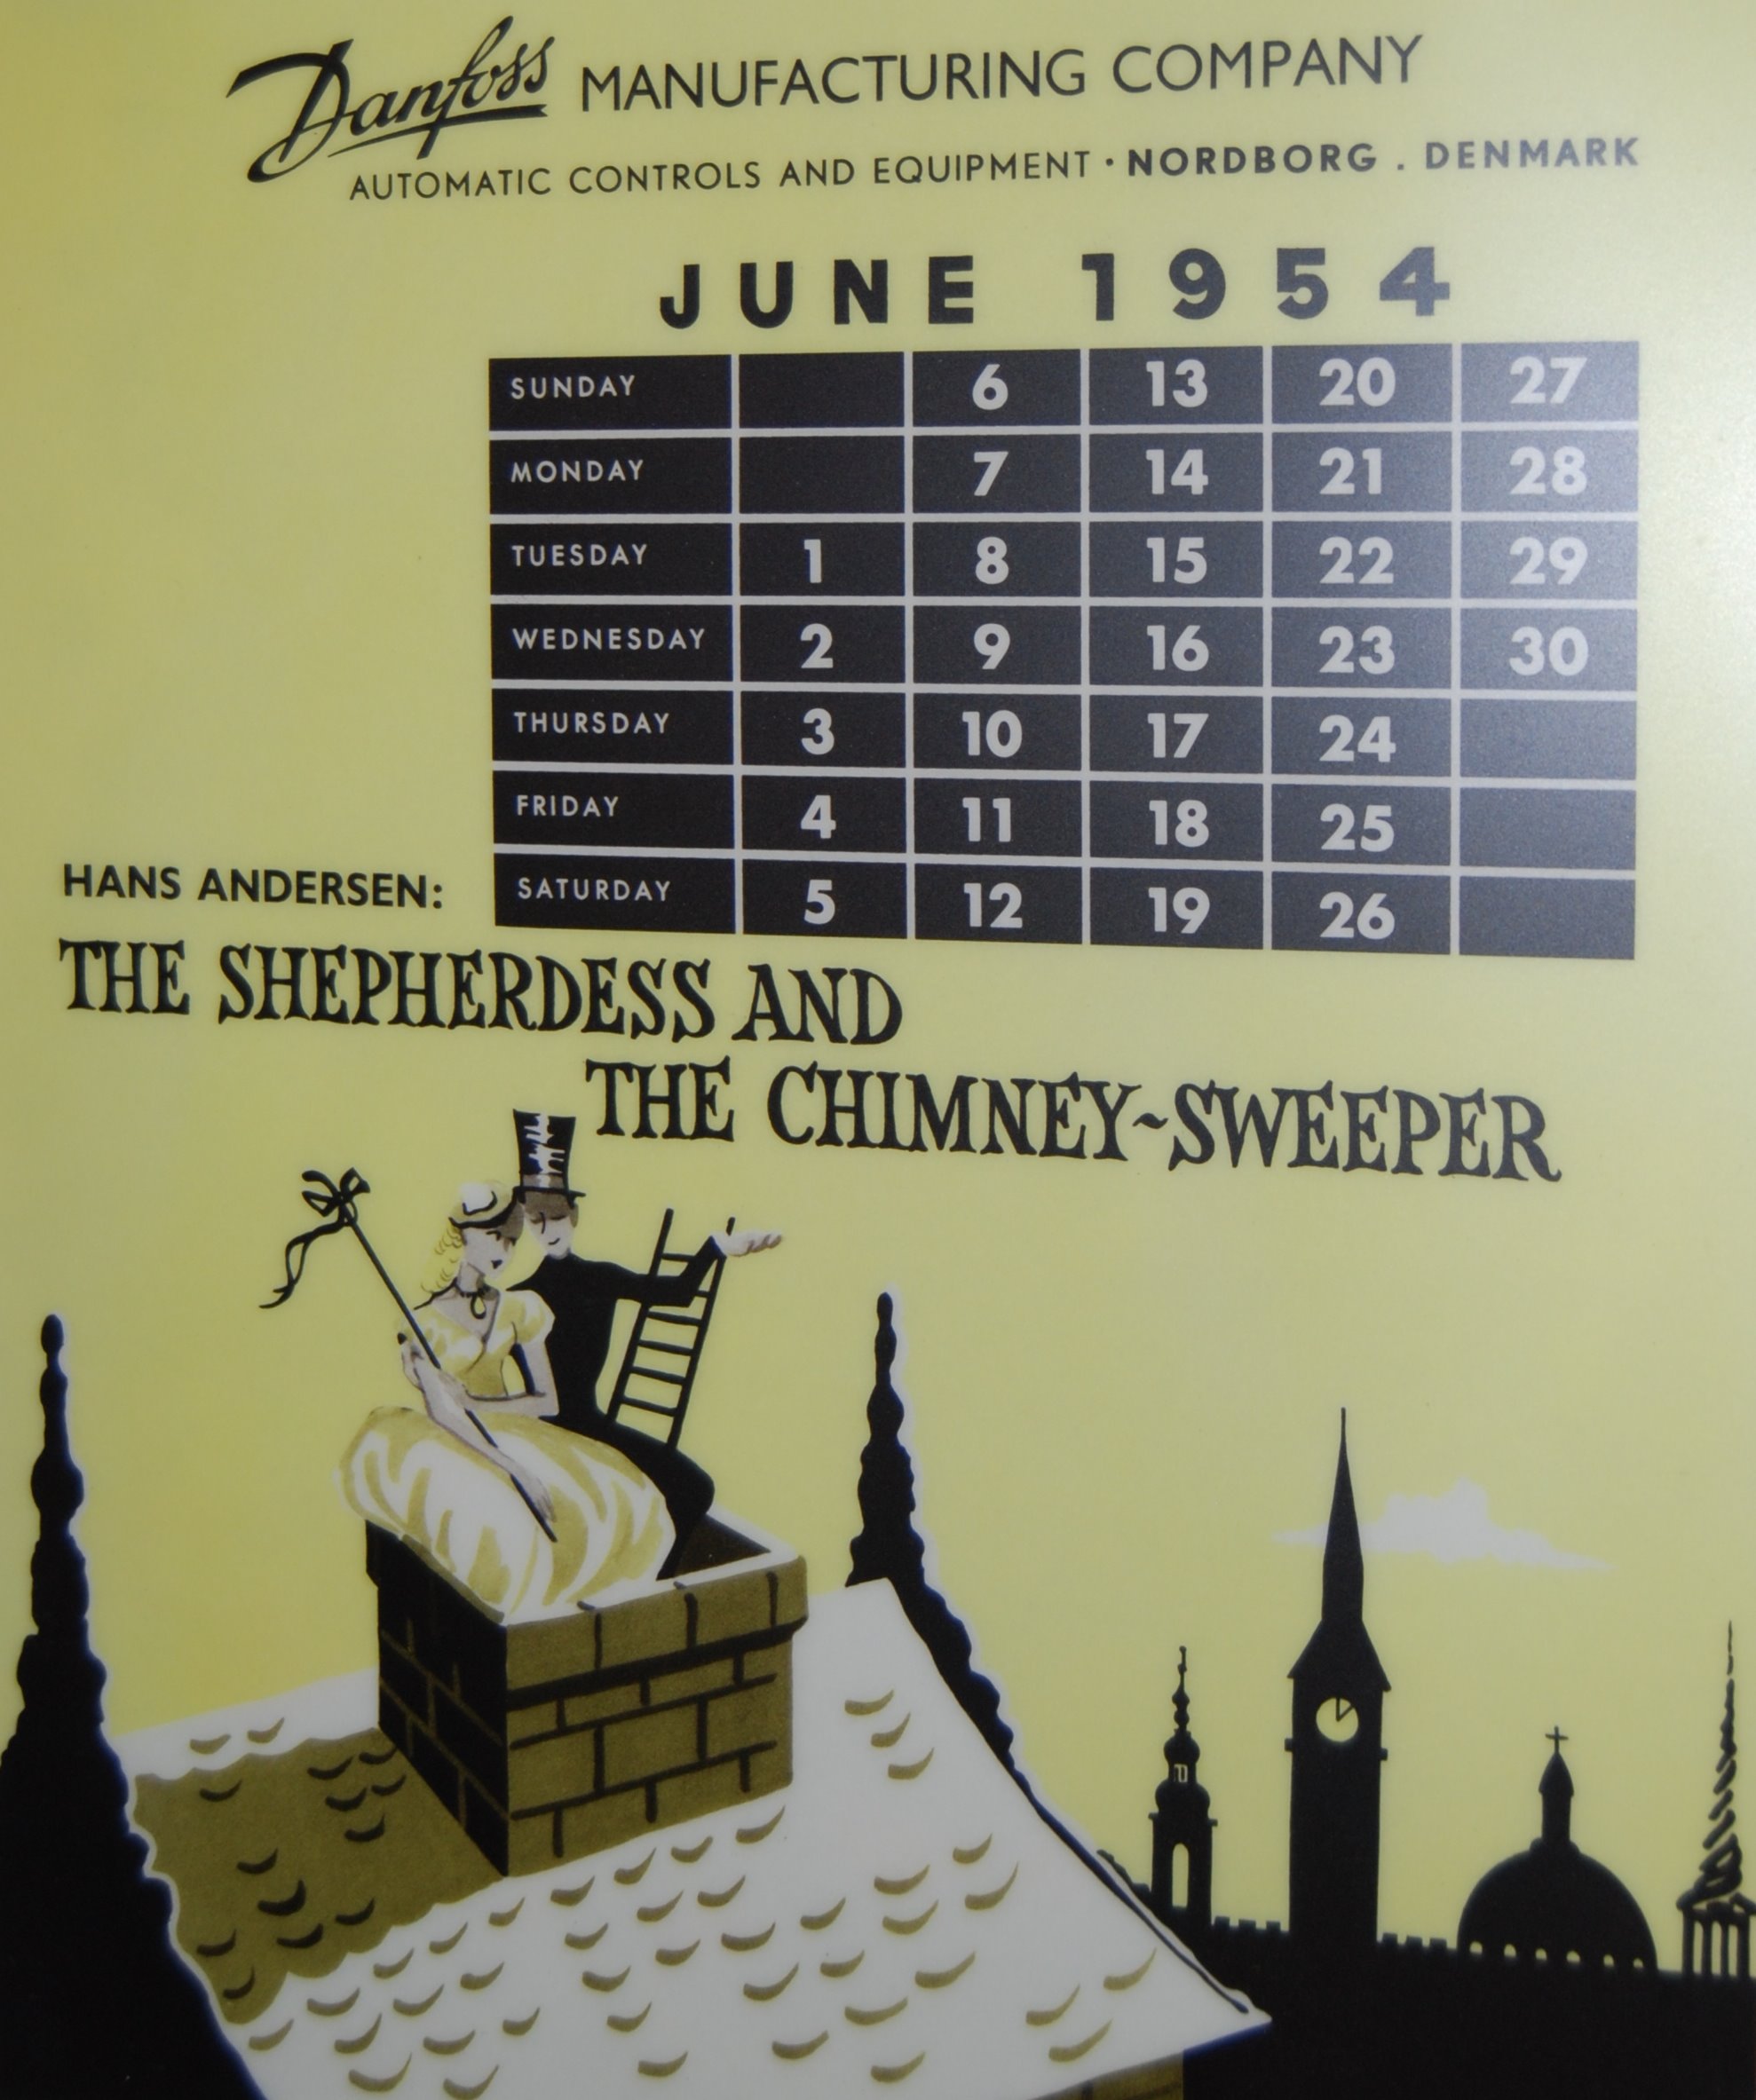 Danfoss MANUFACTURING COMPANY
AUTOMATIC CONTROLS AND EQUIPMENT · NORDBORG . DENMARK
JUNE 1954
SUNDAY 6 13 20 27
MONDAY 7 14 21 28
TUESDAY 1 8 15 22 29
WEDNESDAY 2 9 16 23 30
THURSDAY 3 10 17 24
FRIDAY 4 11 18 25
SATURDAY 5 12 19 26
HANS ANDERSEN:
THE SHEPHERDESS AND
THE CHIMNEY~SWEEPER